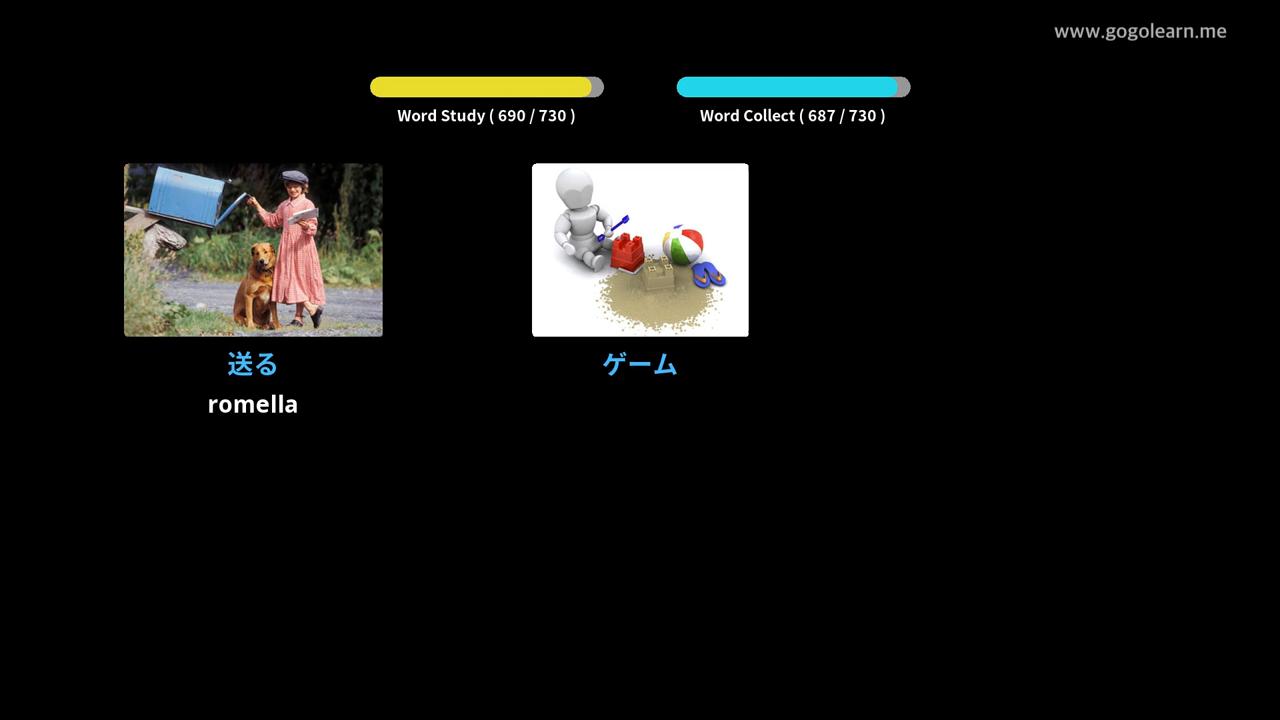 www.gogolearn.me
Word Study ( 690 / 730 )
Word Collect ( 687 / 730 )
送る
romella
ゲーム